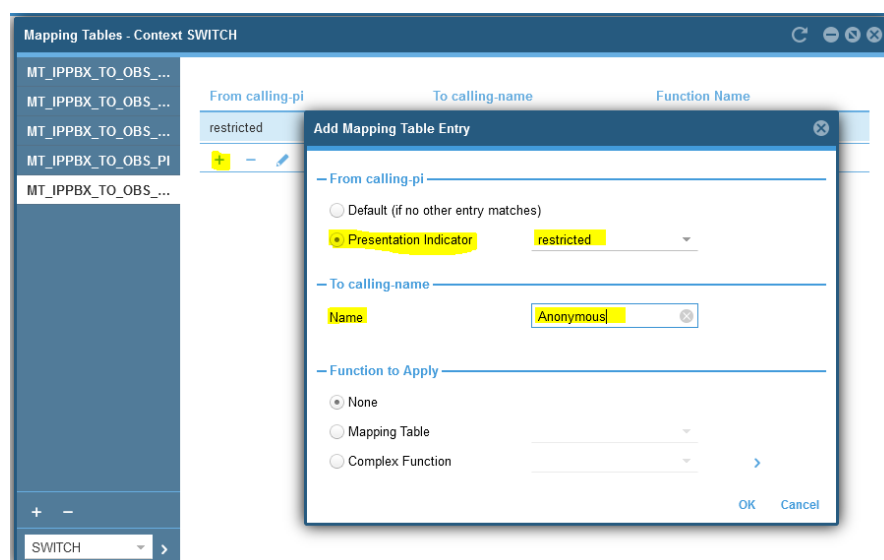 Mapping Tables - Context SWITCH
MT_IPPBX_TO_OBS_...
MT_IPPBX_TO_OBS_...
MT_IPPBX_TO_OBS_...
MT_IPPBX_TO_OBS_PI
MT_IPPBX_TO_OBS_...
+ −
SWITCH
From calling-pi To calling-name Function Name
restricted
+ −
Add Mapping Table Entry
From calling-pi
Default (if no other entry matches)
Presentation Indicator restricted
To calling-name
Name Anonymous
Function to Apply
None
Mapping Table
Complex Function
OK Cancel